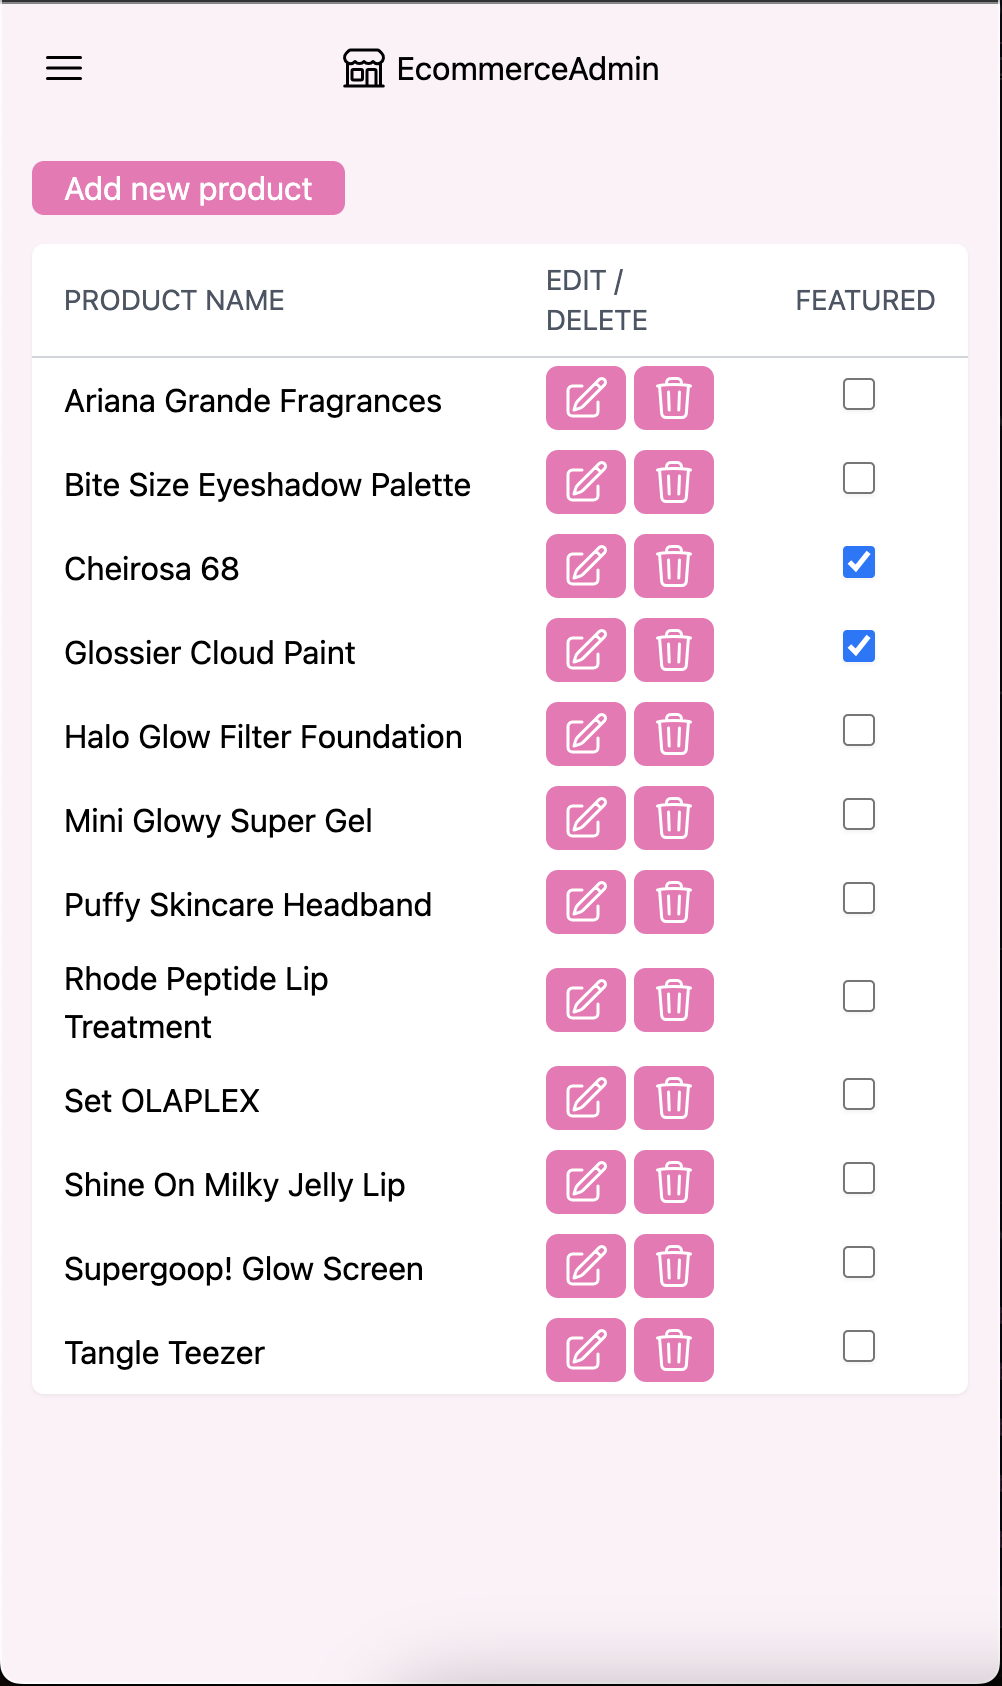 EcommerceAdmin
Add new product
PRODUCT NAME
EDIT /
DELETE
FEATURED
Ariana Grande Fragrances
Bite Size Eyeshadow Palette
Cheirosa 68
Glossier Cloud Paint
Halo Glow Filter Foundation
Mini Glowy Super Gel
Puffy Skincare Headband
Rhode Peptide Lip
Treatment
Set OLAPLEX
Shine On Milky Jelly Lip
Supergoop! Glow Screen
Tangle Teezer